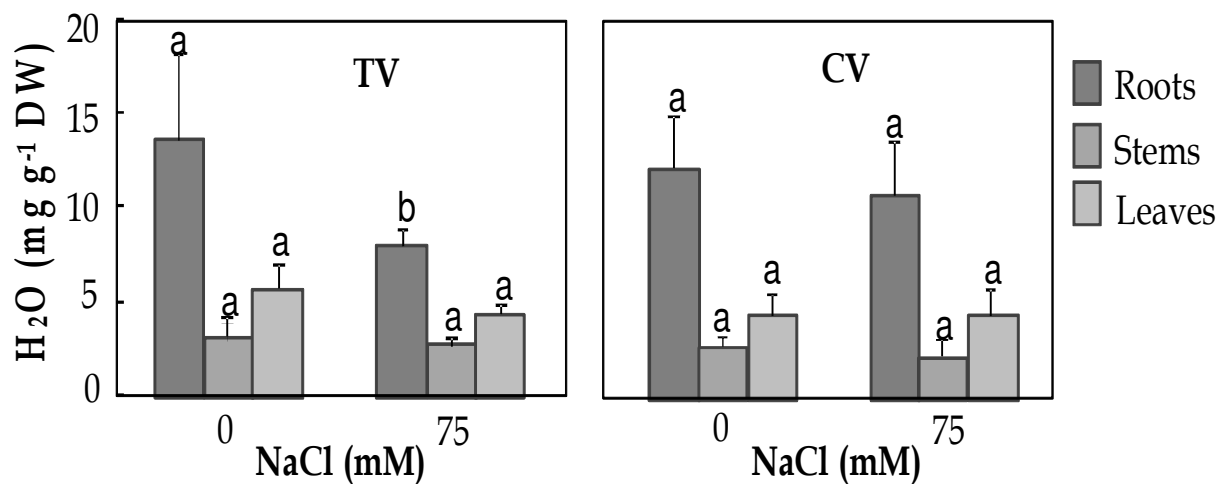 H₂O (mg g⁻¹ DW)
20
15
10
5
0
TV
a
a
a
b
a
a
0
75
NaCl (mM)
CV
a
a
a
a
a
a
0
75
NaCl (mM)
Roots
Stems
Leaves